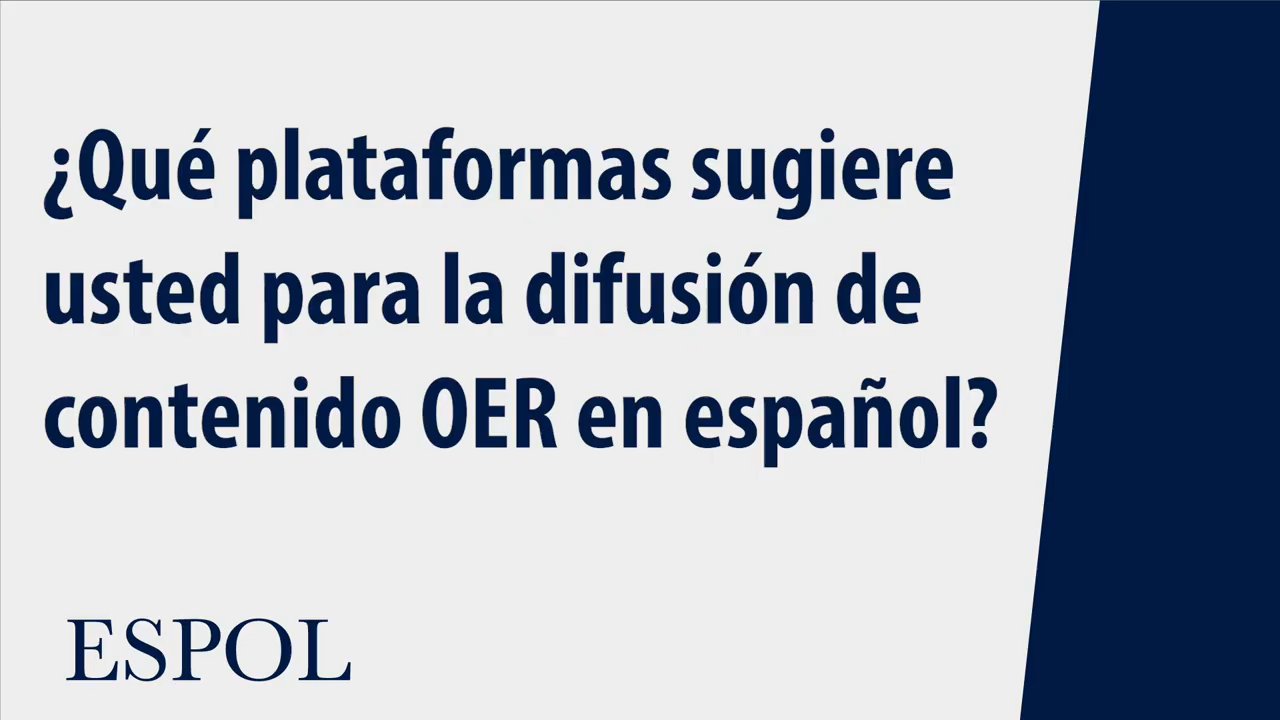 ¿Qué plataformas sugiere
usted para la difusión de
contenido OER en español?
ESPOL